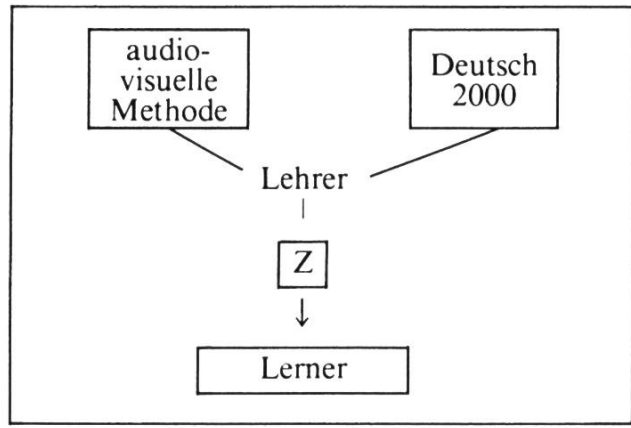 audio-
visuelle
Methode
Deutsch
2000
Lehrer
Z
Lerner